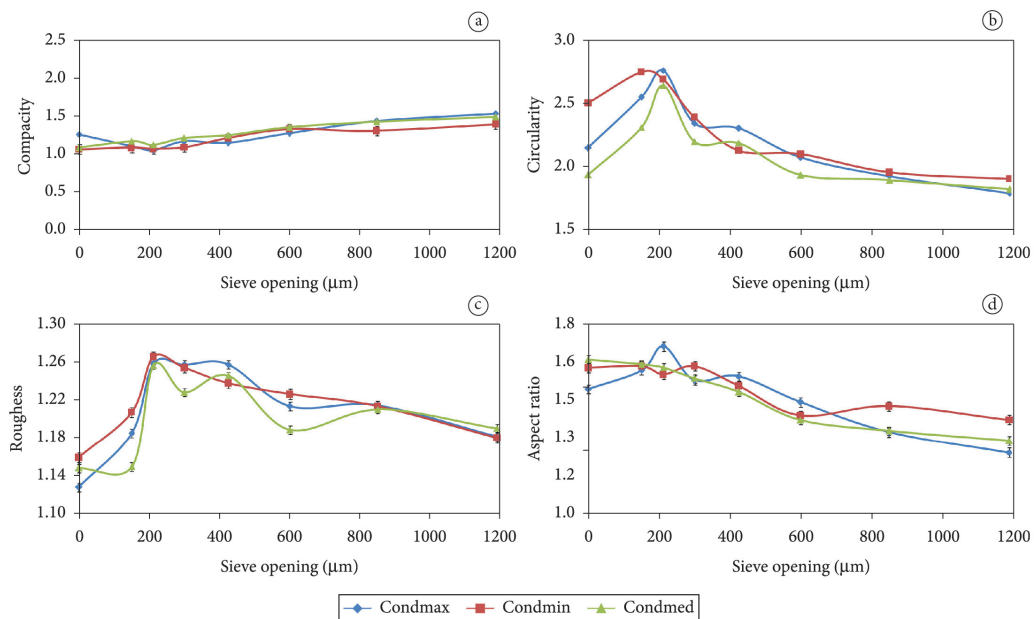 a
Compacity
2.5
2.0
1.5
1.0
0.5
0.0
0 200 400 600 800 1000 1200
Sieve opening (μm)
b
Circularity
3.0
2.5
2.0
1.5
0 200 400 600 800 1000 1200
Sieve opening (μm)
c
Roughess
1.30
1.26
1.22
1.18
1.14
1.10
0 200 400 600 800 1000 1200
Sieve opening (μm)
d
Aspect ratio
1.8
1.6
1.5
1.3
1.2
1.0
0 200 400 600 800 1000 1200
Sieve opening (μm)
Condmax Condmin Condmed